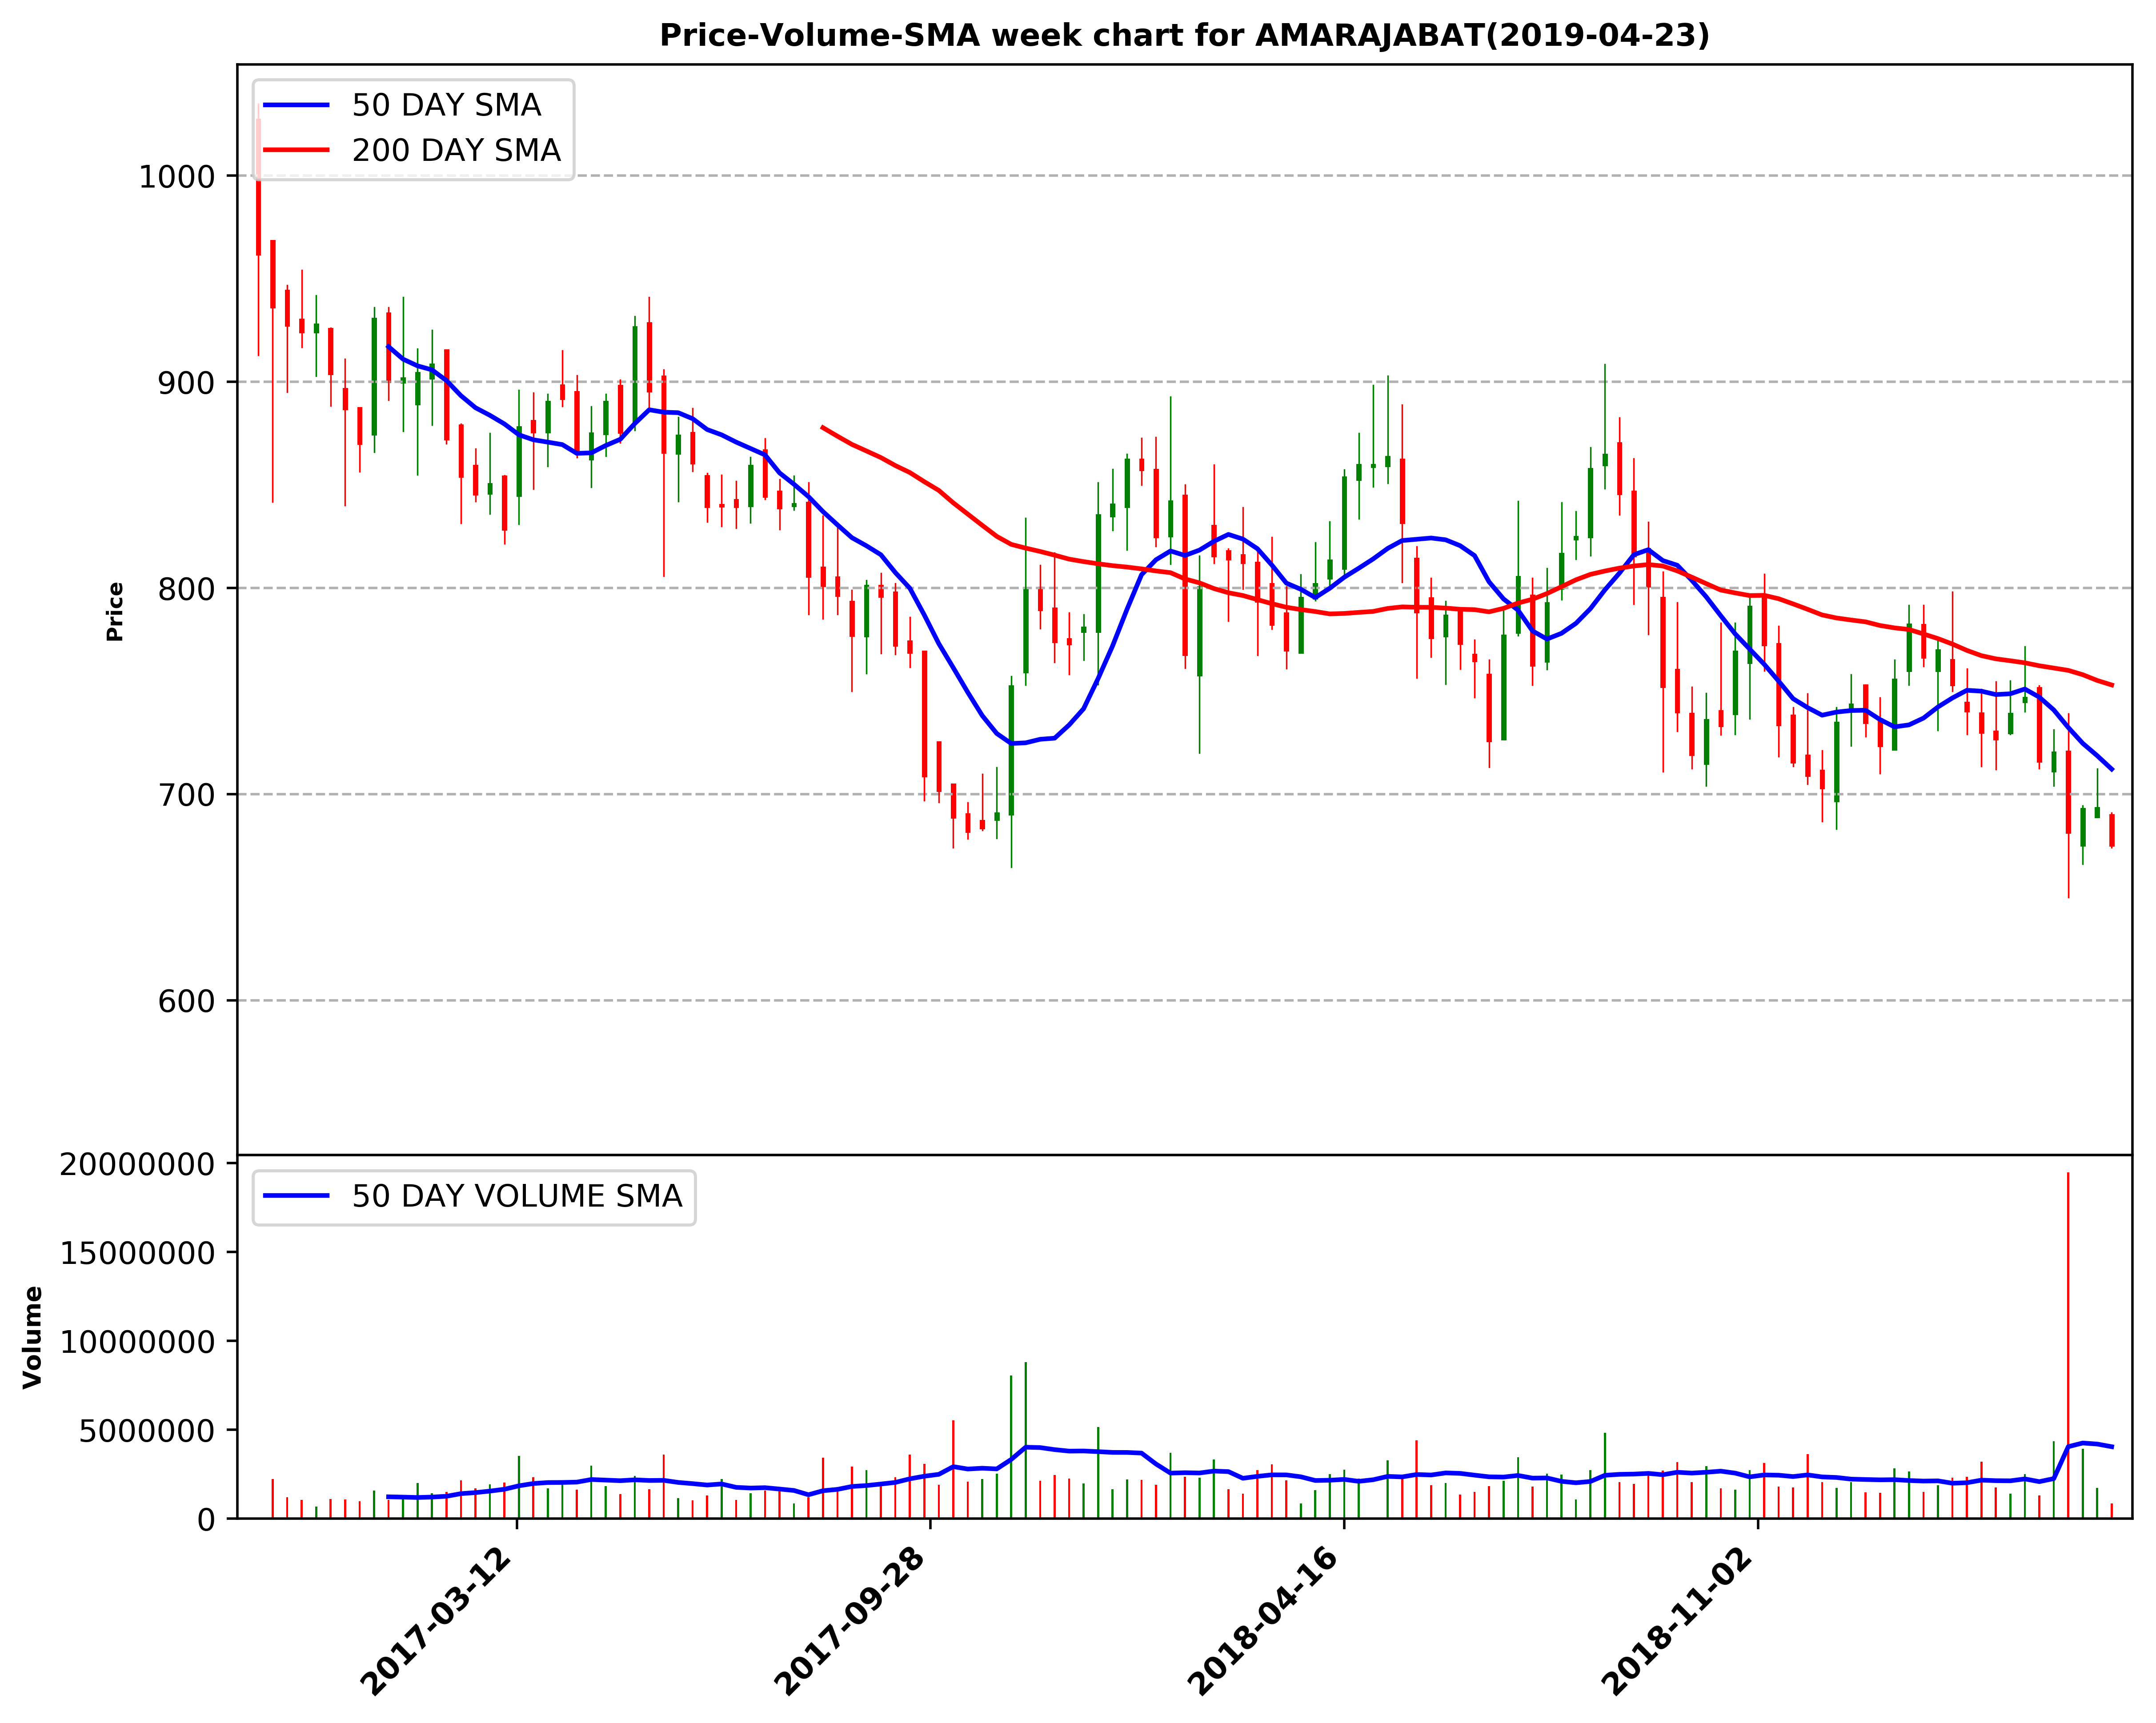 Price-Volume-SMA week chart for AMARAJABAT(2019-04-23)
50 DAY SMA
200 DAY SMA
1000
900
800
700
600
Price
20000000
15000000
10000000
5000000
0
Volume
50 DAY VOLUME SMA
2017-03-12
2017-09-28
2018-04-16
2018-11-02